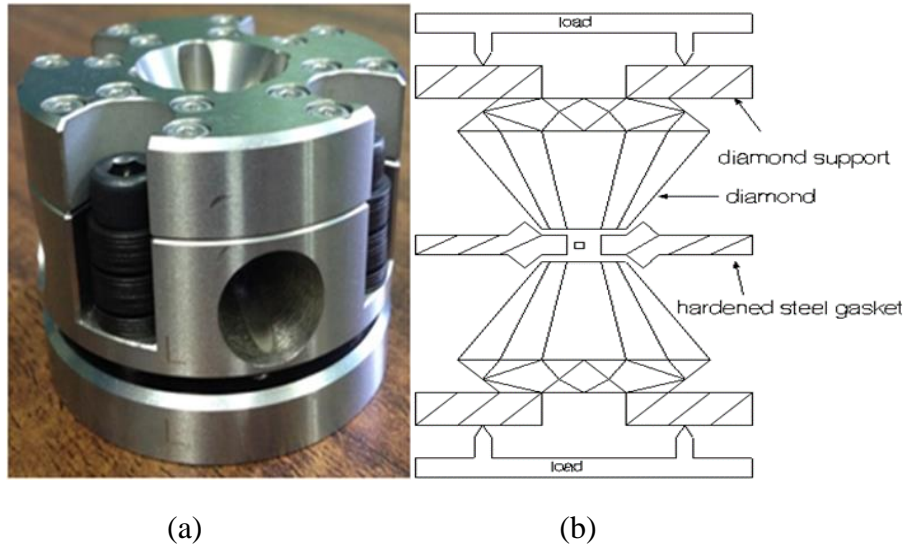 load
diamond support
diamond
hardened steel gasket
load
L
L
(a)
(b)